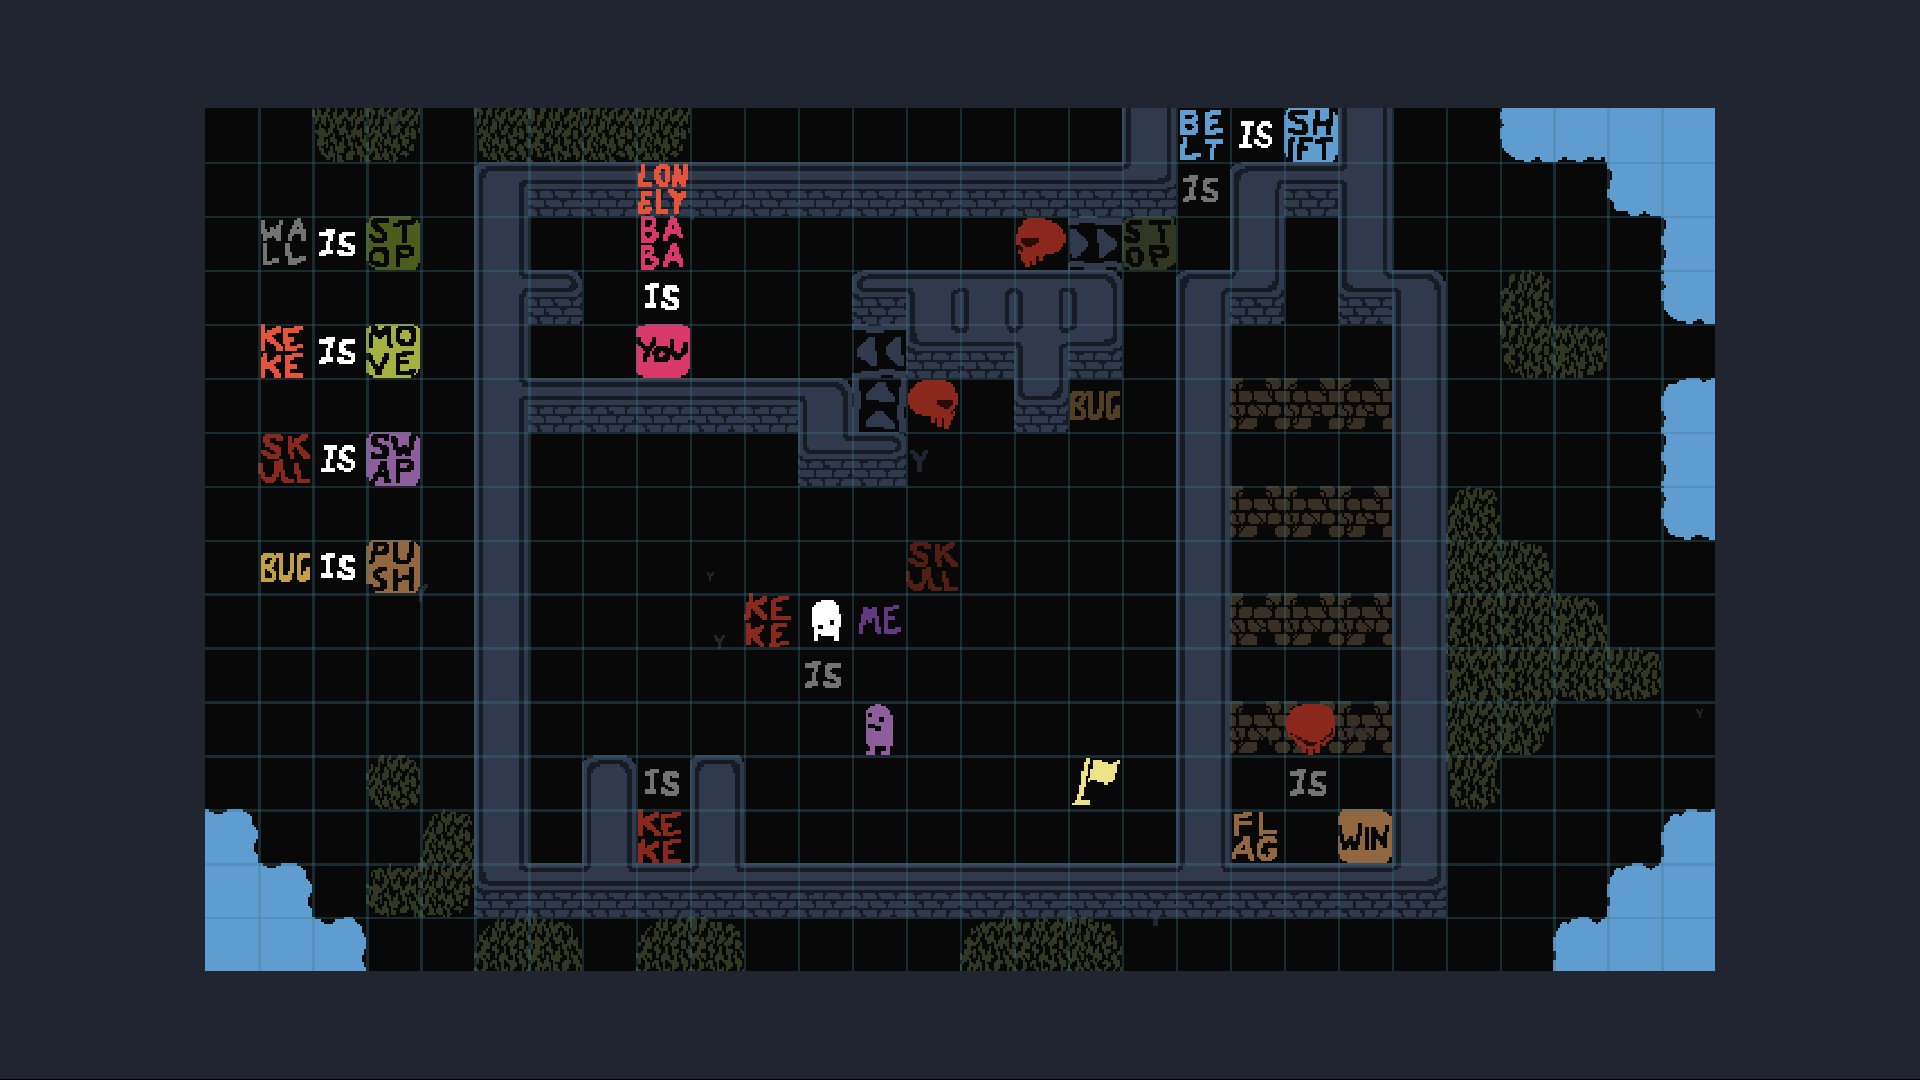 BELT IS SHIFT
LONELY
IS
WALL IS STOP
BABA
STOP
IS
KEKE IS MOVE
YOU
BUG
SKULL IS SWAP
BUG IS PUSH
SKULL
KEKE
ME
IS
IS
IS
KEKE
FLAG
WIN